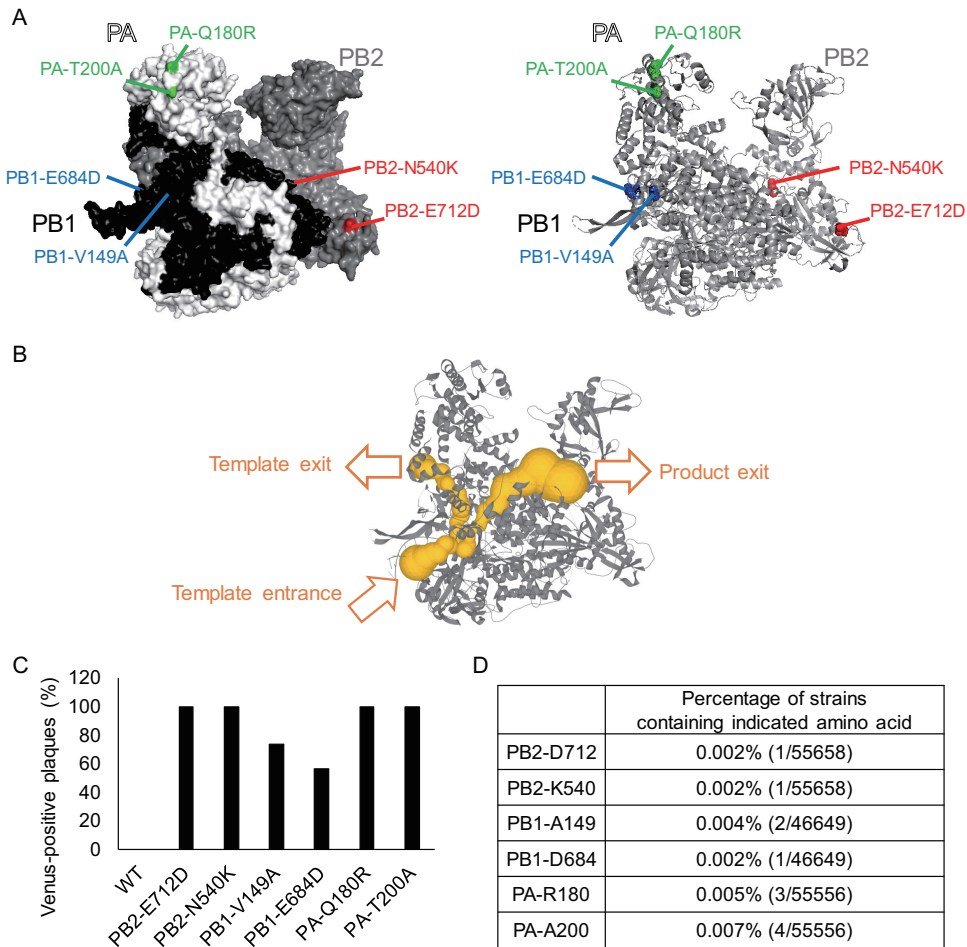 A
PA
PA-Q180R
PB2
PA-T200A
PB2-N540K
PB1-E684D
PB2-E712D
PB1
PB1-V149A
PA
PA-Q180R
PB2
PA-T200A
PB2-N540K
PB1-E684D
PB2-E712D
PB1
PB1-V149A
B
Template exit
Product exit
Template entrance
C
Venus-positive plaques (%)
120
100
80
60
40
20
0
WT
PB2-E712D
PB2-N540K
PB1-V149A
PB1-E684D
PA-Q180R
PA-T200A
D
Percentage of strains
containing indicated amino acid
PB2-D712 0.002% (1/55658)
PB2-K540 0.002% (1/55658)
PB1-A149 0.004% (2/46649)
PB1-D684 0.002% (1/46649)
PA-R180 0.005% (3/55556)
PA-A200 0.007% (4/55556)